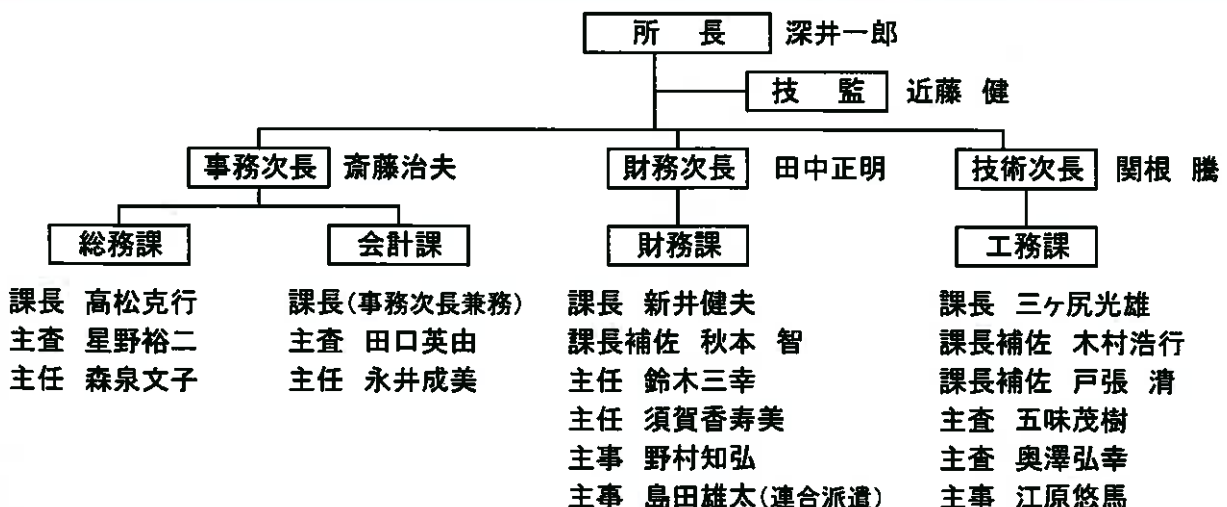 所 長 深井一郎
技 監 近藤 健
事務次長 斎藤治夫
財務次長 田中正明
技術次長 関根 騰
総務課
会計課
財務課
工務課
課長 高松克行
主査 星野裕二
主任 森泉文子
課長(事務次長兼務)
主査 田口英由
主任 永井成美
課長 新井健夫
課長補佐 秋本 智
主任 鈴木三幸
主任 須賀香寿美
主事 野村知弘
主事 島田雄太(連合派遣)
課長 三ヶ尻光雄
課長補佐 木村浩行
課長補佐 戸張 清
主査 五味茂樹
主査 奥澤弘幸
主事 江原悠馬